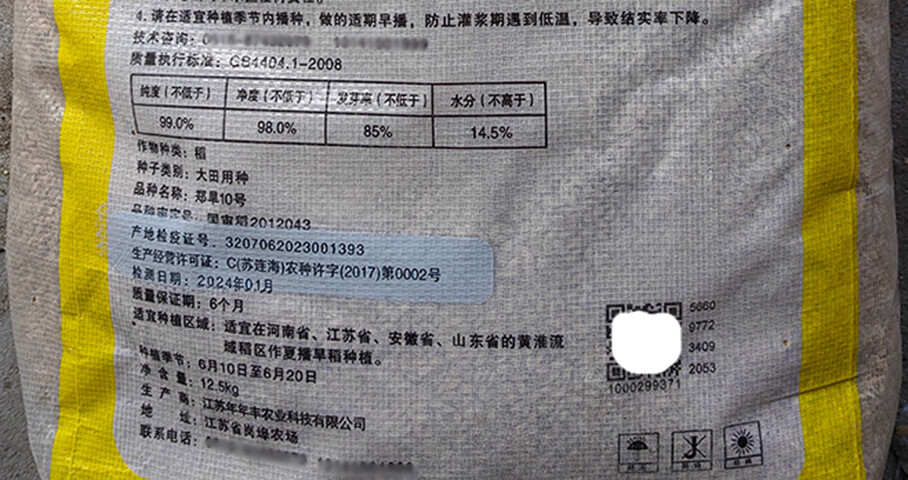 4.请在适宜种植季节内播种，做的适期早播，防止灌浆期遇到低温，导致结实率下降。
技术咨询：
质量执行标准：GB4404.1-2008
纯度（不低于） 净度（不低于） 发芽率（不低于） 水分（不高于）
99.0% 98.0% 85% 14.5%
作物种类：稻
种子类别：大田用种
品种名称：郑旱10号
品种审定号：国审稻2012043
产地检疫证号．3207062023001393
生产经营许可证：C(苏连海)农种许字(2017)第0002号
检测日期：2024年01月
质量保证期：6个月
适宜种植区域：适宜在河南省、江苏省、安徽省、山东省的黄淮流
域稻区作夏播旱稻种植。
种植季节：6月10日至6月20日
净含量：12.5kg
生产商：江苏年年丰农业科技有限公司
地址：江苏省岗埠农场
联系电话：
5660
9772
3409
2053
1000299371